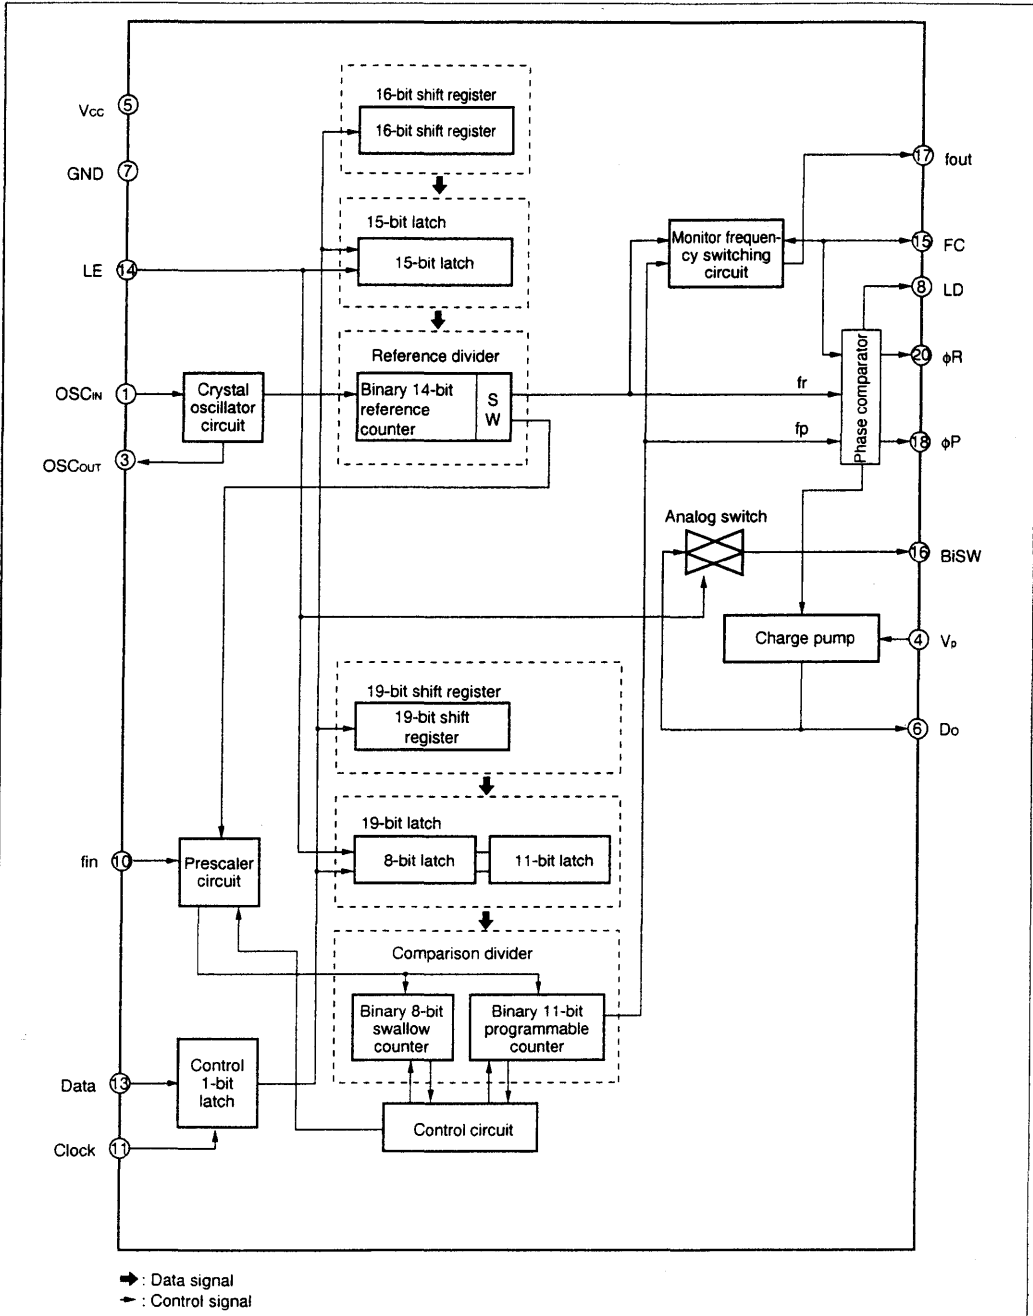 16-bit shift register
16-bit shift register
Vcc
5
GND
7
15-bit latch
15-bit latch
LE
14
Monitor frequen-
cy switching
circuit
17
fout
15
FC
8
LD
20
φR
18
φP
Phase comparator
fr
fp
Reference divider
Binary 14-bit
reference
counter
S
W
OSCIN
1
Crystal
oscillator
circuit
OSCOUT
3
Analog switch
16
BiSW
Charge pump
4
Vp
6
Do
19-bit shift register
19-bit shift
register
19-bit latch
8-bit latch
11-bit latch
fin
10
Prescaler
circuit
Comparison divider
Binary 8-bit
swallow
counter
Binary 11-bit
programmable
counter
Data
13
Control
1-bit
latch
Clock
11
Control circuit
: Data signal
: Control signal